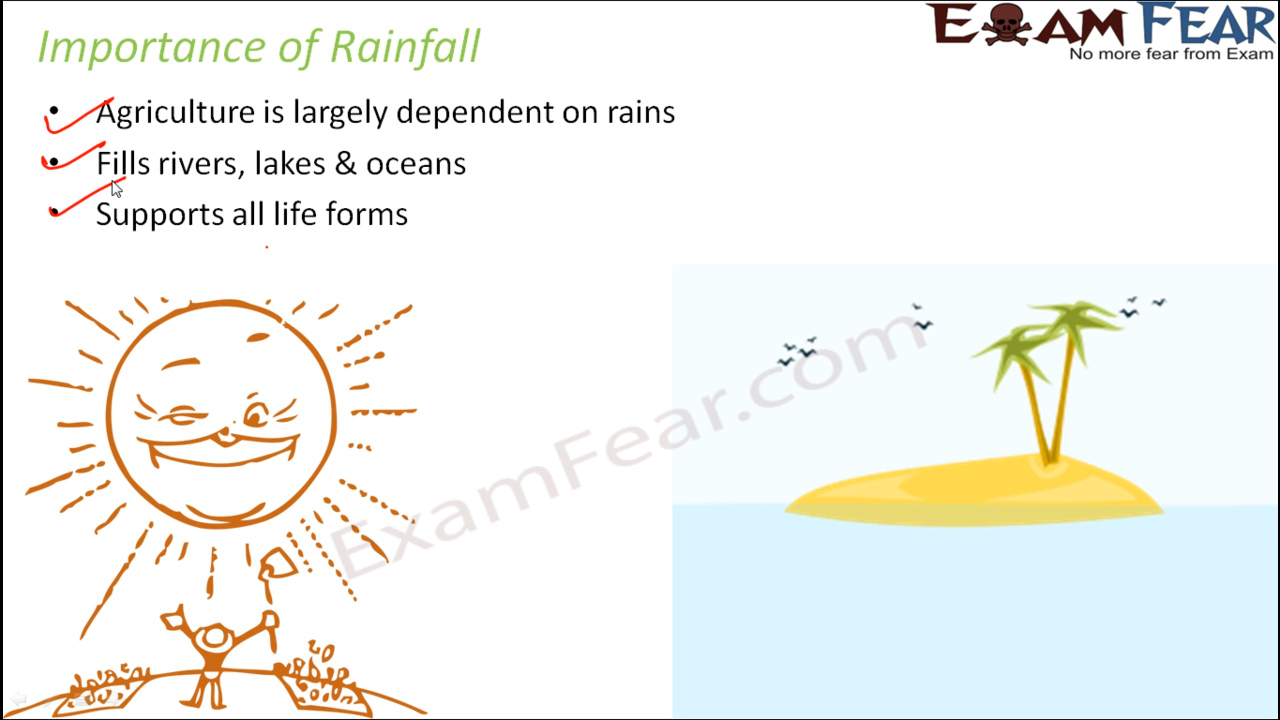 Importance of Rainfall
EXAM FEAR
No more fear from Exam
• Agriculture is largely dependent on rains
• Fills rivers, lakes & oceans
• Supports all life forms
ExamFear.com